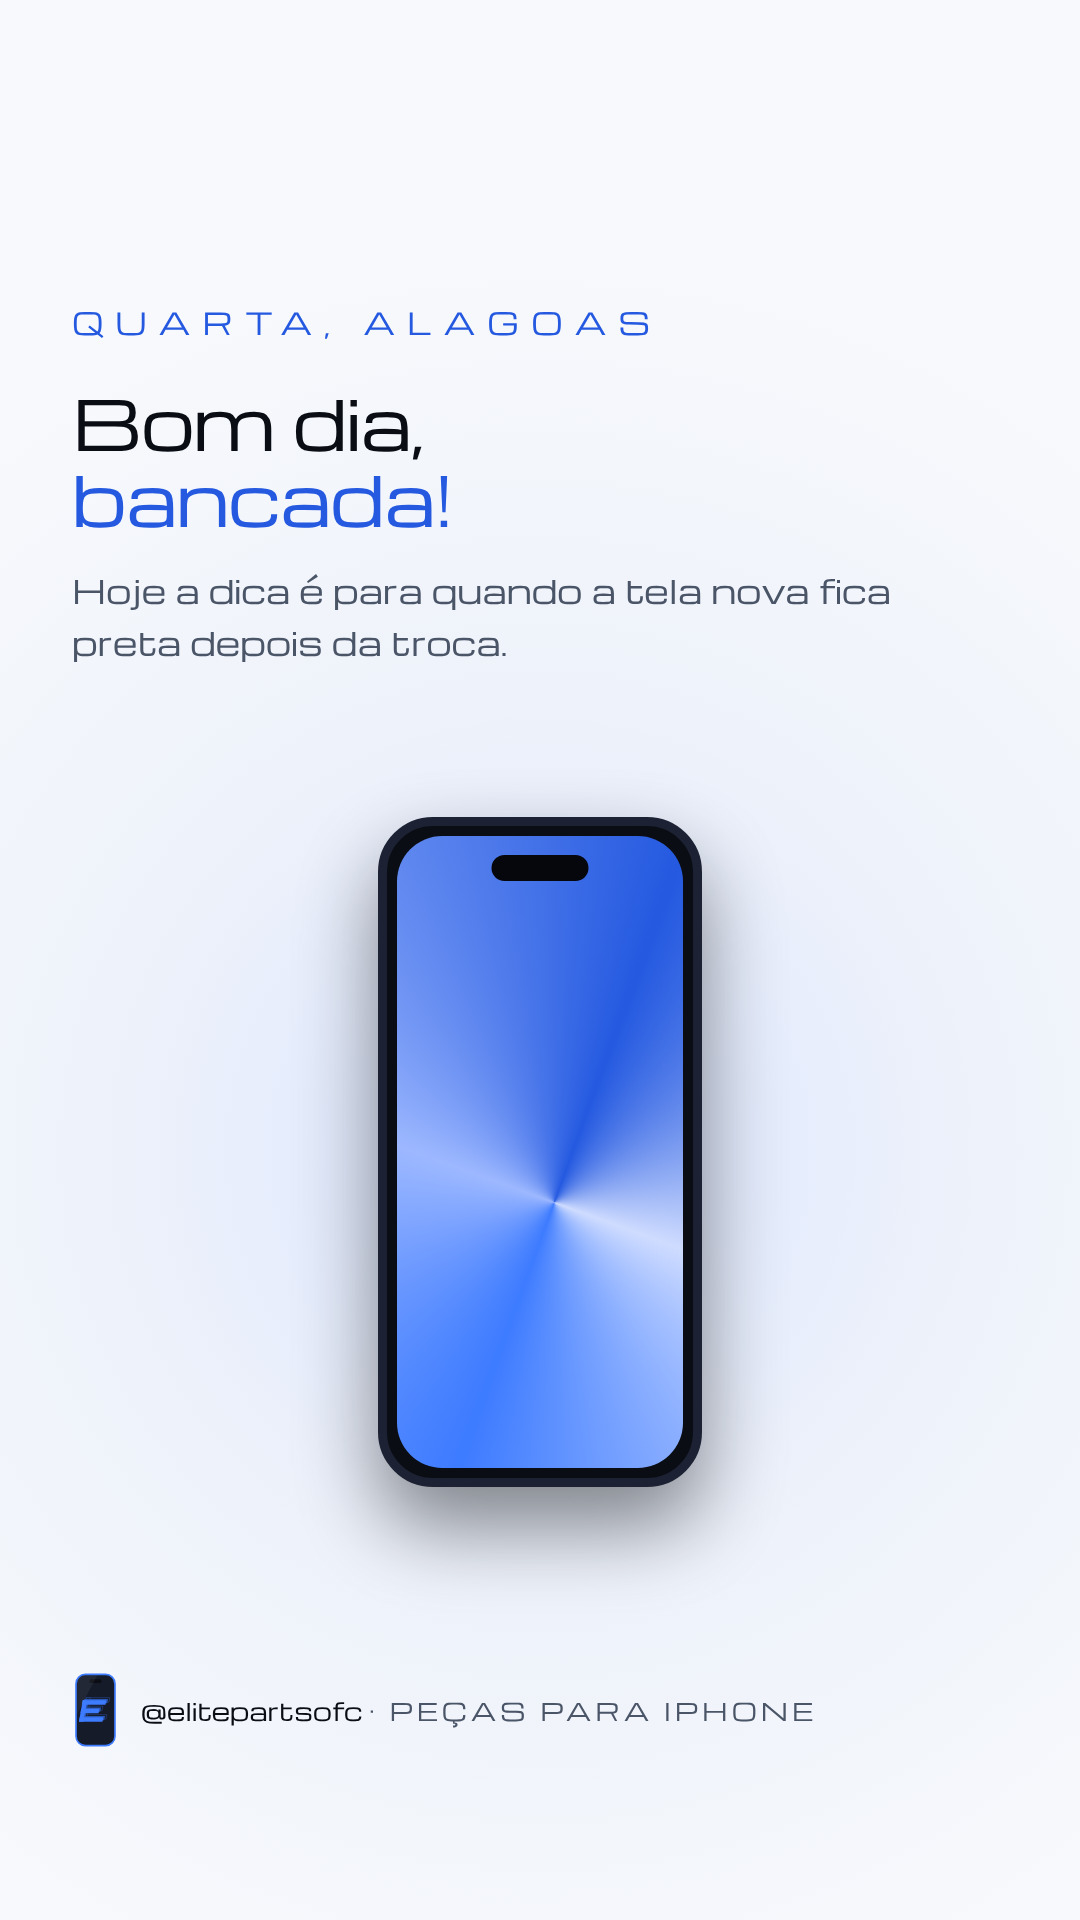 QUARTA, ALAGOAS
Bom dia,
bancada!
Hoje a dica é para quando a tela nova fica
preta depois da troca.
E
@elitepartsofc · PEÇAS PARA IPHONE